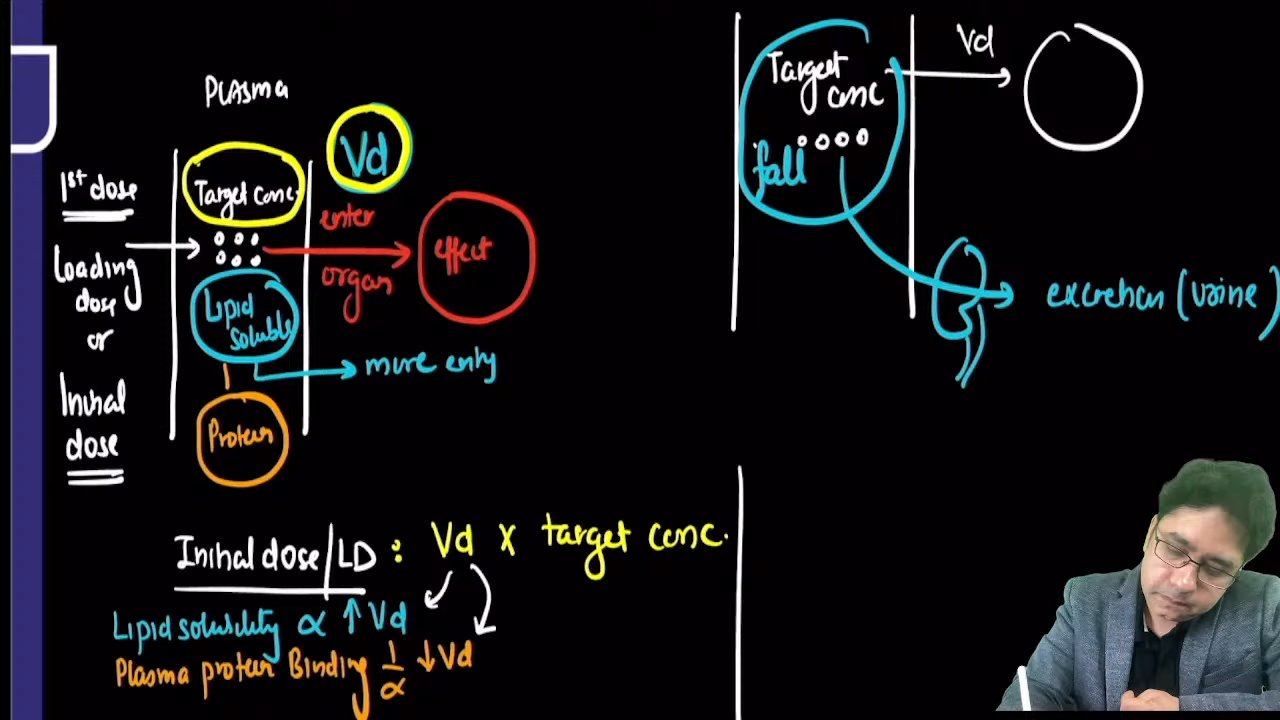 PLASMA
1st dose
Loading
dose
or
Initial
dose
Target conc.
Vd
enter
organ
effect
Lipid
soluble
more entry
Protein
Initial dose/LD : Vd x target conc.
Lipid solubility α ↑ Vd
Plasma protein Binding 1/α ↓ Vd
Target
conc
fall
Vd
excretion (urine)